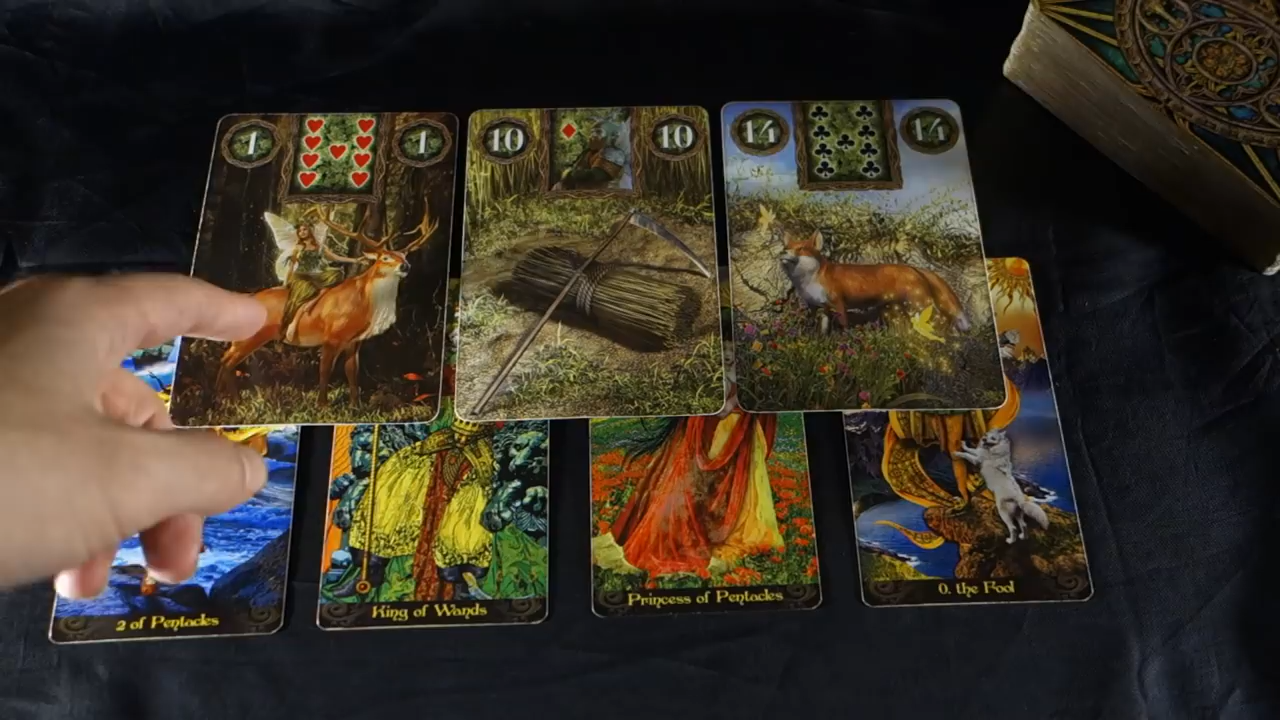 1 1
10 10
14 14
2 of Pentacles
King of Wands
Princess of Pentacles
0. the Fool